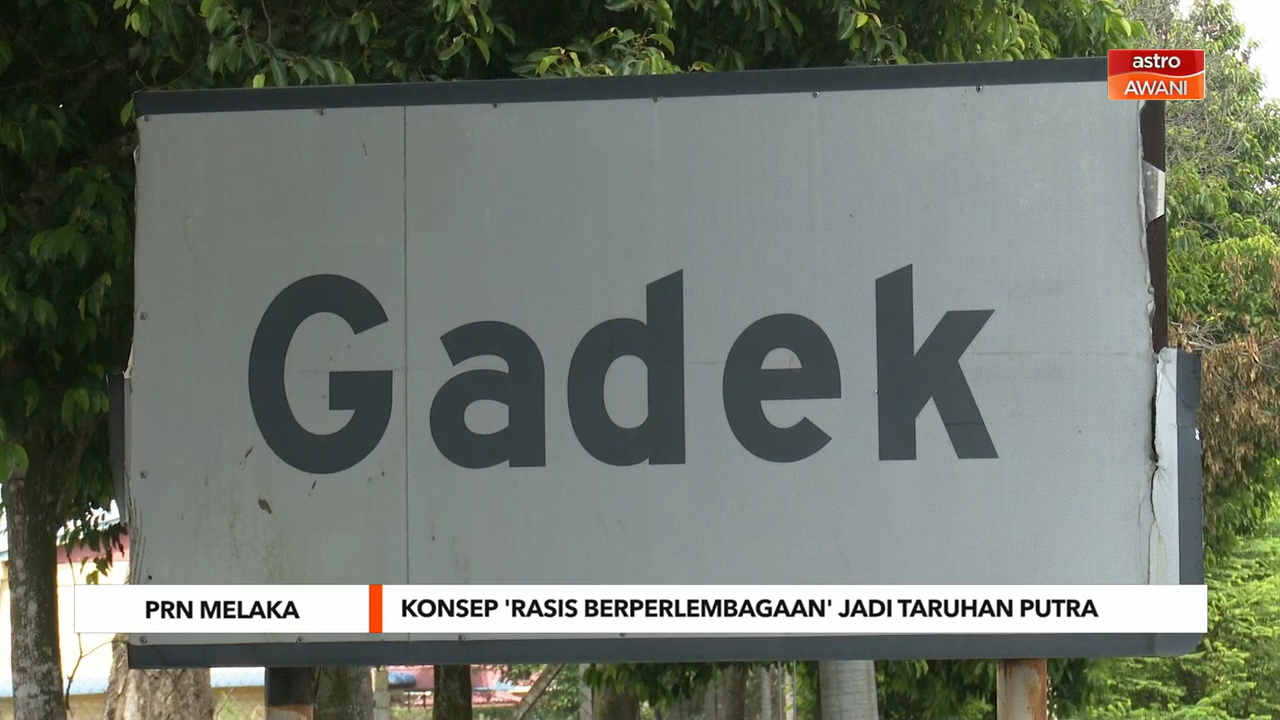 astro
AWANI
Gadek
PRN MELAKA
KONSEP 'RASIS BERPERLEMBAGAAN' JADI TARUHAN PUTRA